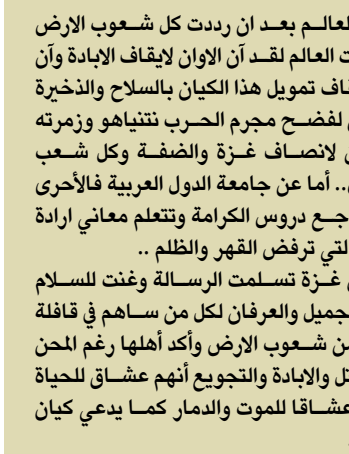 لعالم بعد ان رددت كل شعوب الارض
ت العالم لقد آن الاوان لايقاف الابادة وآن
ـاف تمويل هذا الكيان بالسلاح والذخيرة
لفضح مجرم الحرب نتنياهو وزمرته
لانصاف غزة والضفة وكل شعب
.. أما عن جامعة الدول العربية فالأحرى
جع دروس الكرامة وتتعلم معاني ارادة
لتي ترفض القهر والظلم ..
غزة تسلمت الرسالة وغنت للسلام
جميل والعرفان لكل من ساهم في قافلة
من شعوب الارض وأكد أهلها رغم المحن
تل والابادة والتجويع أنهم عشاق للحياة
عشاقا للموت والدمار كما يدعي كيان